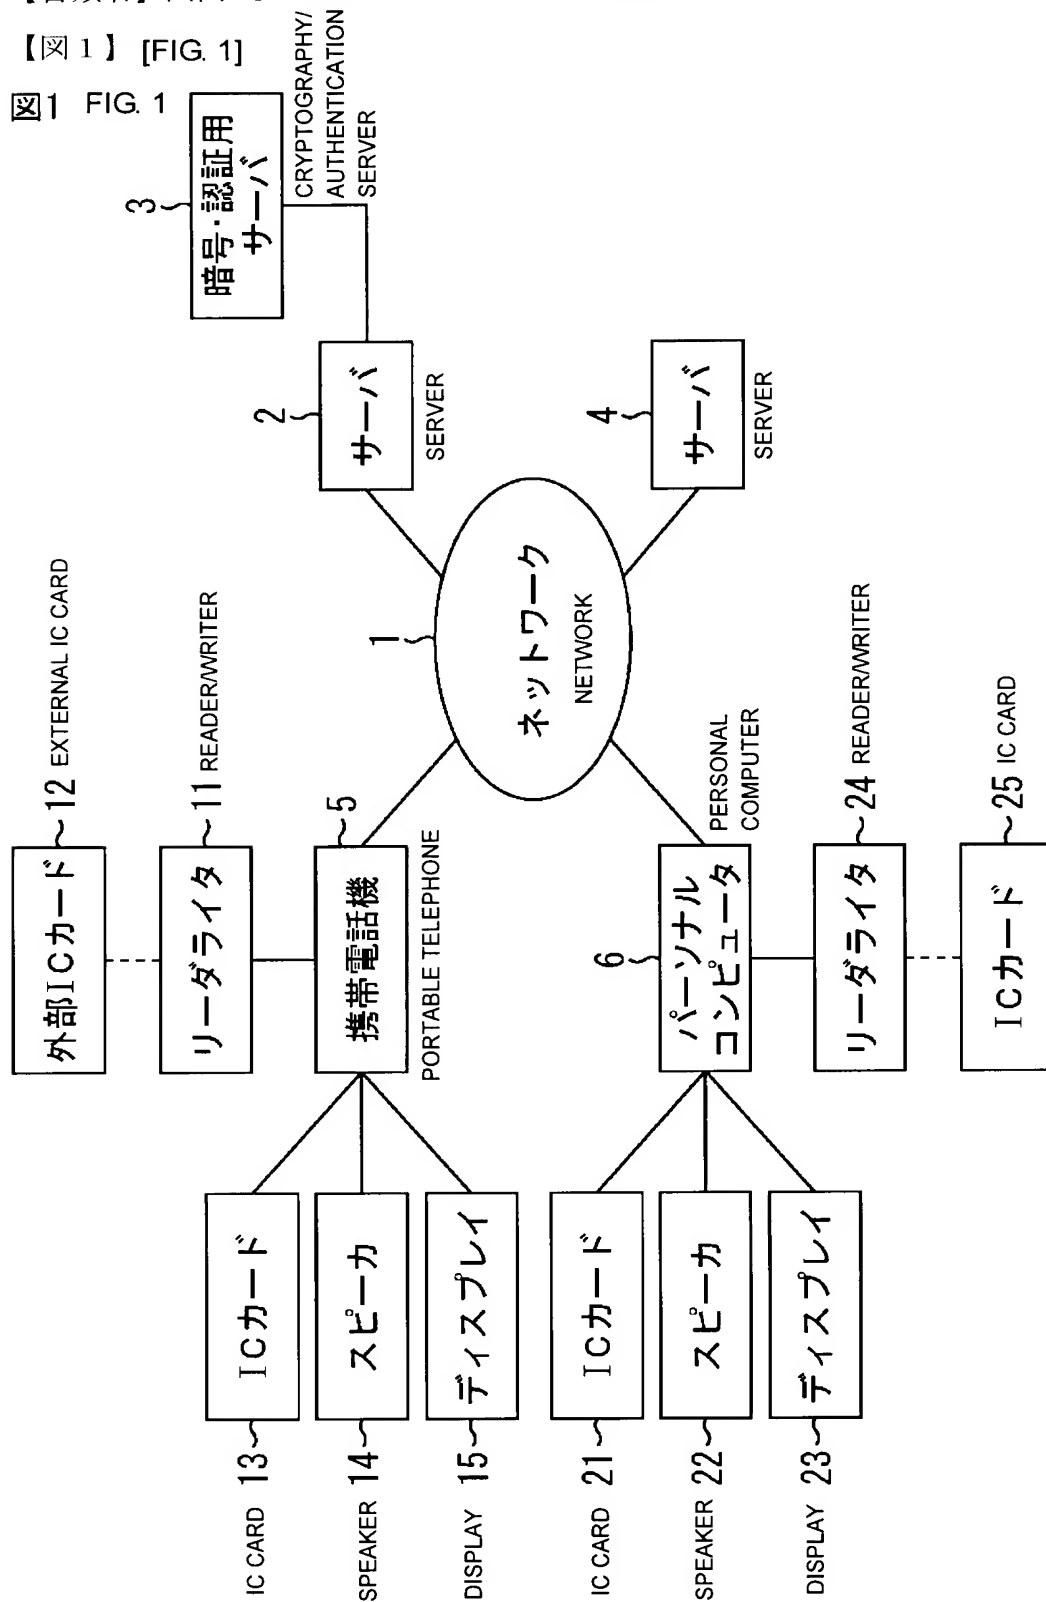 【図1】 [FIG. 1]
図1 FIG. 1
3
暗号・認証用
サーバ
CRYPTOGRAPHY/
AUTHENTICATION
SERVER
2
サーバ
SERVER
4
サーバ
SERVER
1
ネットワーク
NETWORK
12 EXTERNAL IC CARD
外部ICカード
11 READER/WRITER
リーダライタ
5
携帯電話機
PORTABLE TELEPHONE
6
パーソナル
コンピュータ
PERSONAL
COMPUTER
24 READER/WRITER
リーダライタ
25 IC CARD
ICカード
ICカード
IC CARD 13
スピーカ
SPEAKER 14
ディスプレイ
DISPLAY 15
ICカード
IC CARD 21
スピーカ
SPEAKER 22
ディスプレイ
DISPLAY 23